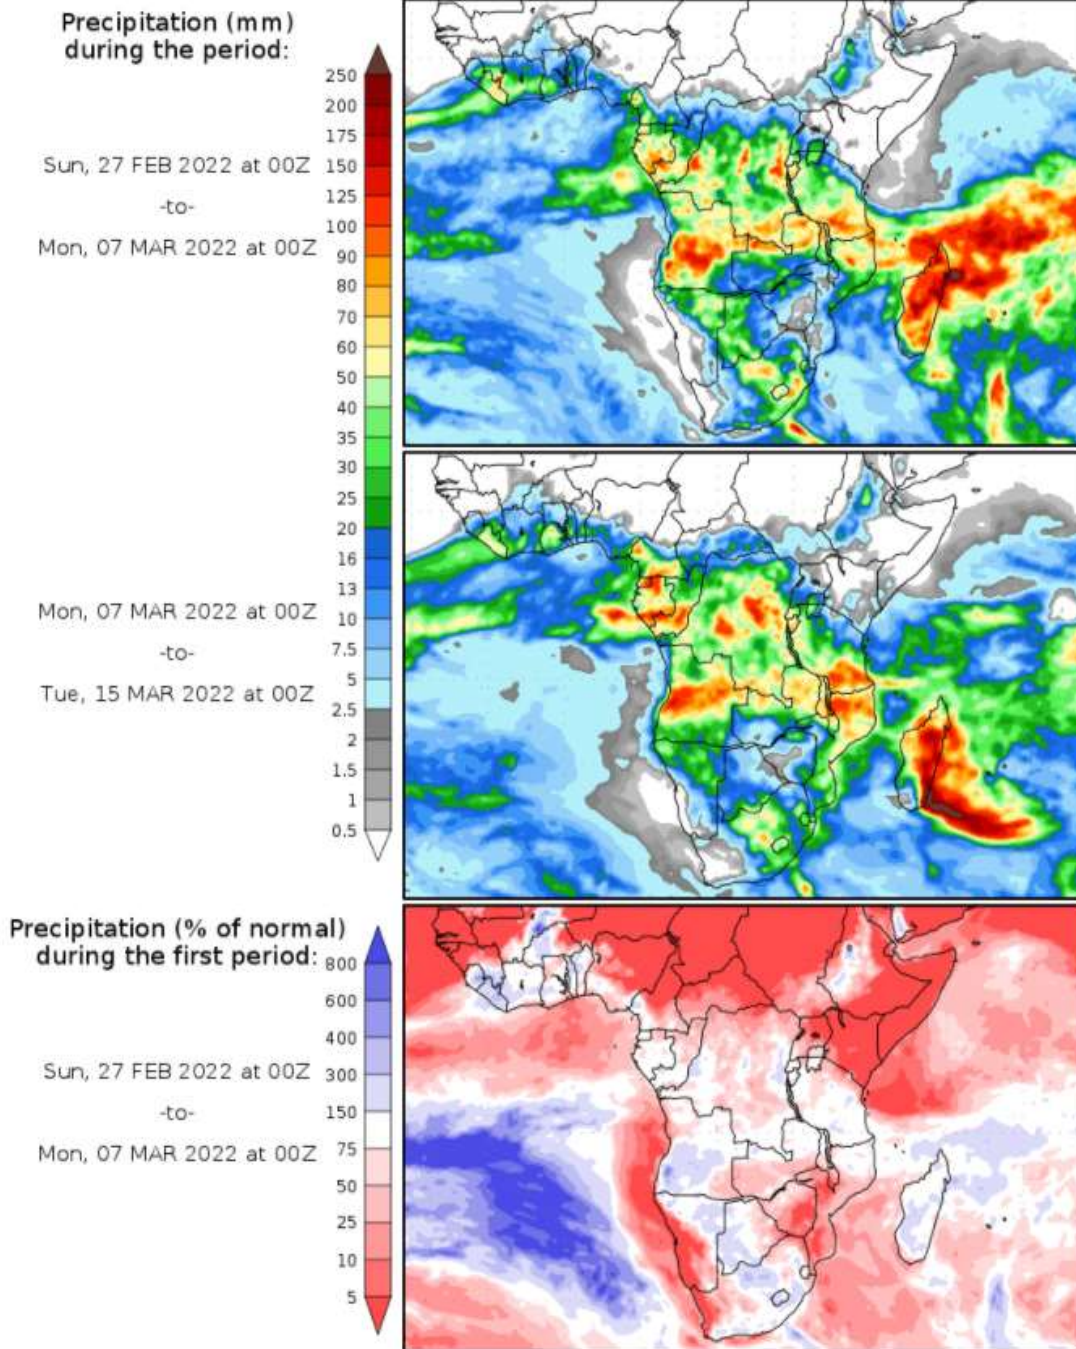 Precipitation (mm)
during the period:
250
200
175
150
125
100
90
80
70
60
50
40
35
30
25
20
16
13
10
7.5
5
2.5
2
1.5
1
0.5
Sun, 27 FEB 2022 at 00Z
-to-
Mon, 07 MAR 2022 at 00Z
Mon, 07 MAR 2022 at 00Z
-to-
Tue, 15 MAR 2022 at 00Z
Precipitation (% of normal)
during the first period:
800
600
400
300
150
75
50
25
10
5
Sun, 27 FEB 2022 at 00Z
-to-
Mon, 07 MAR 2022 at 00Z